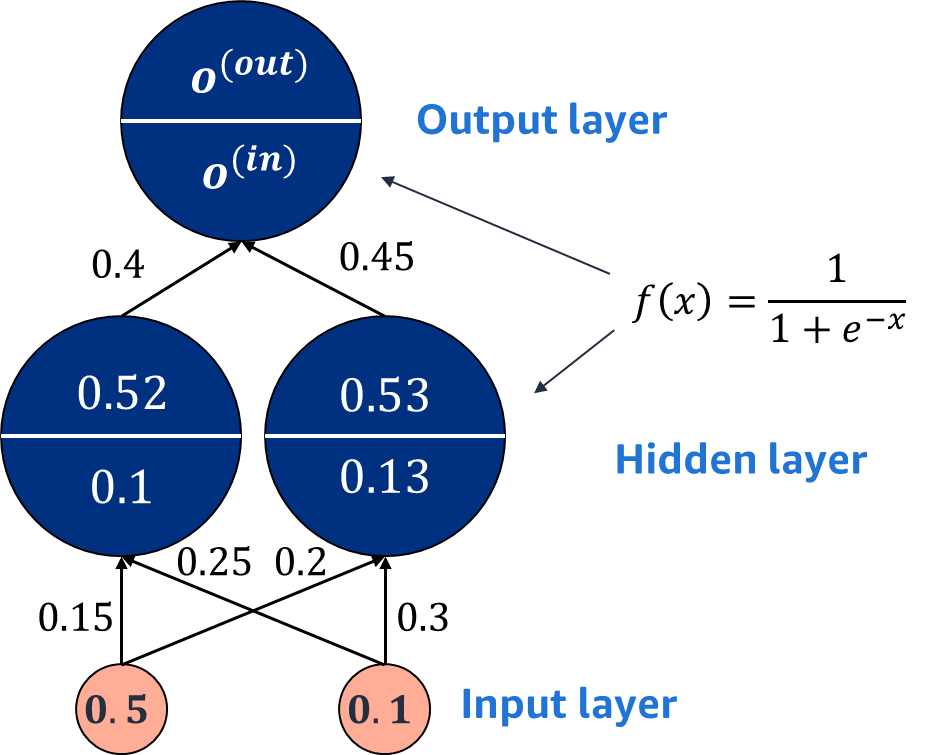 o^(out)
Output layer
o^(in)
0.4
0.45
f(x) = 1 / (1 + e^−x)
0.52
0.53
0.1
0.13
Hidden layer
0.25
0.2
0.15
0.3
0.5
0.1
Input layer